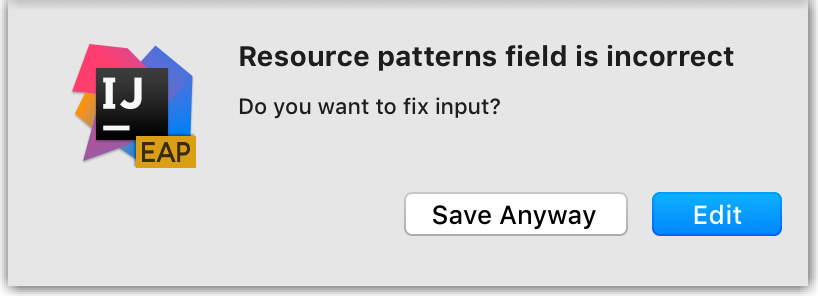 Resource patterns field is incorrect
Do you want to fix input?
IJ
EAP
Save Anyway
Edit